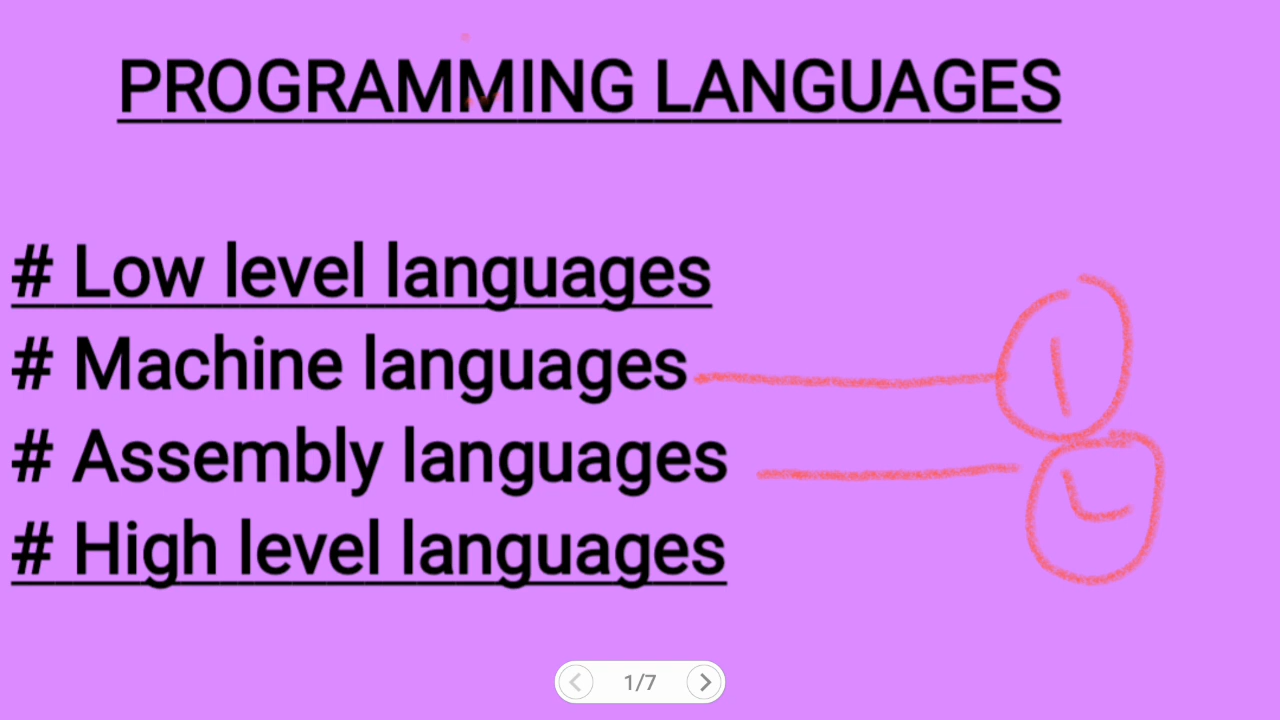 PROGRAMMING LANGUAGES
# Low level languages
# Machine languages
# Assembly languages
# High level languages
1/7